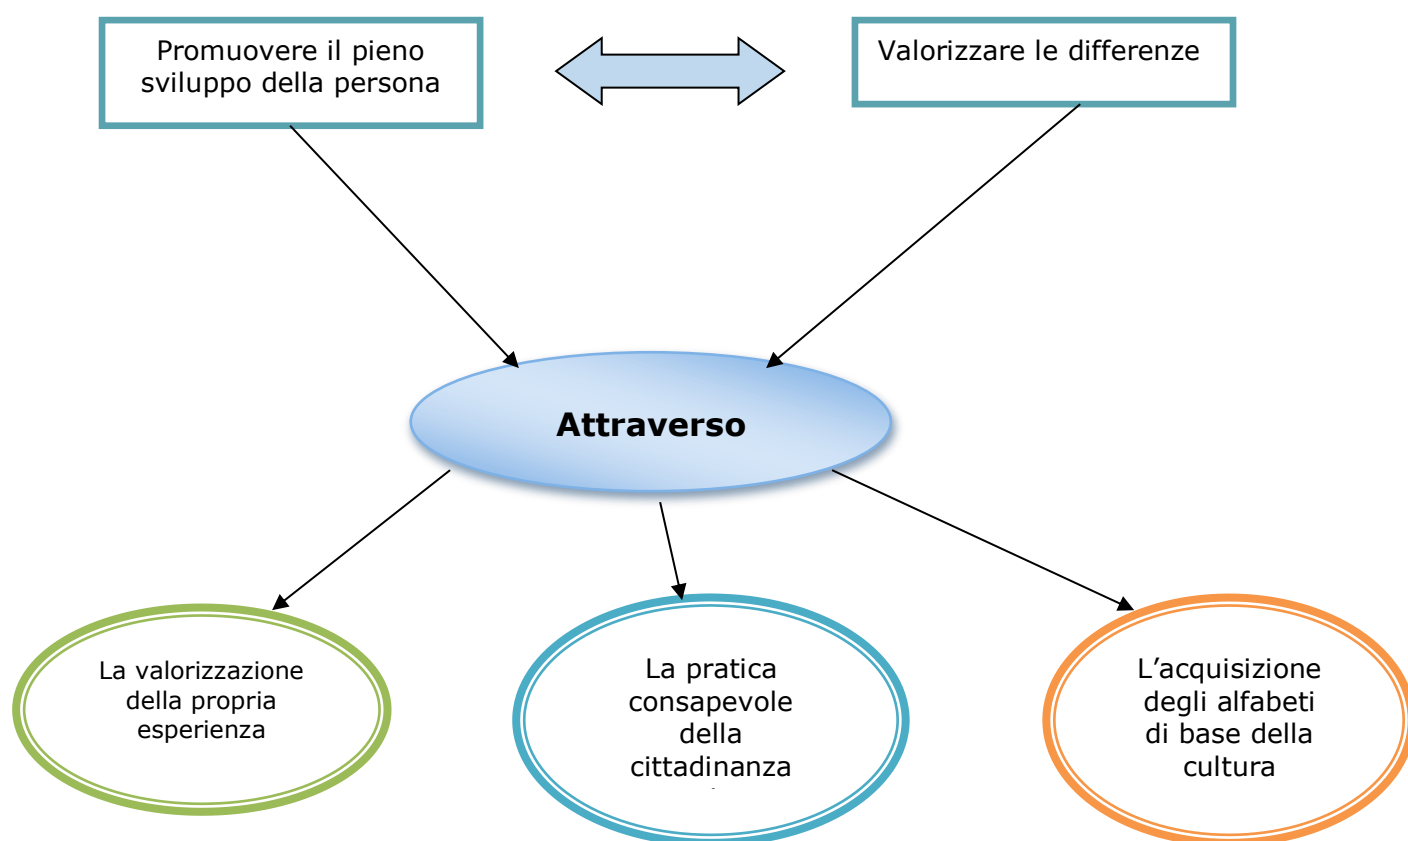 Promuovere il pieno
sviluppo della persona
Valorizzare le differenze
Attraverso
La valorizzazione
della propria
esperienza
La pratica
consapevole
della
cittadinanza
L’acquisizione
degli alfabeti
di base della
cultura